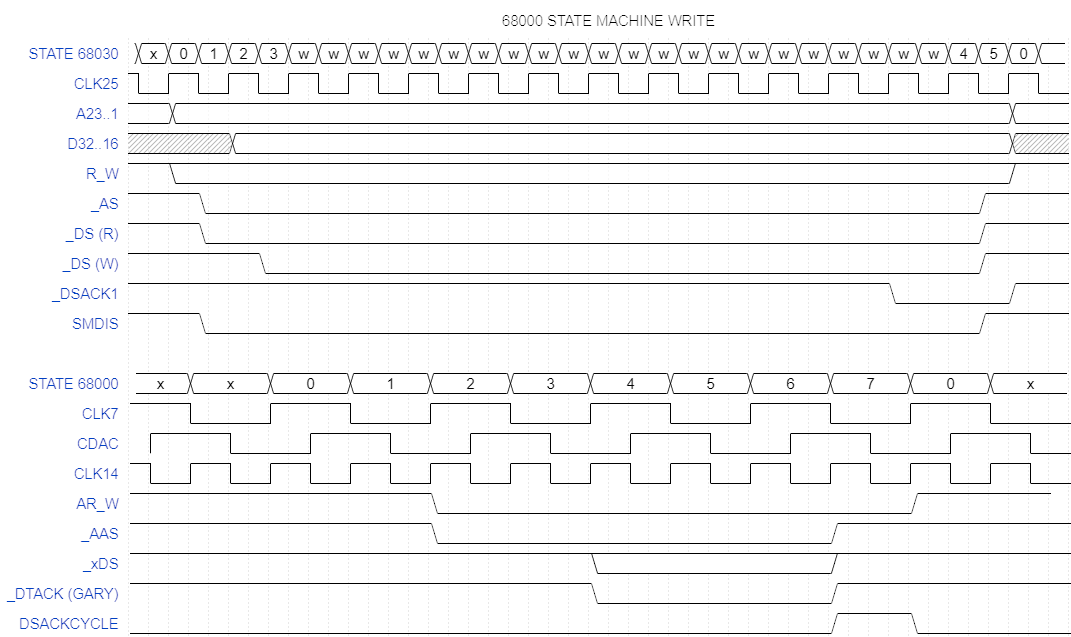 68000 STATE MACHINE WRITE
STATE 68030 x 0 1 2 3 w w w w w w w w w w w w w w w w w w w w w w 4 5 0
CLK25
A23..1
D32..16
R_W
_AS
_DS (R)
_DS (W)
_DSACK1
SMDIS
STATE 68000 x x 0 1 2 3 4 5 6 7 0 x
CLK7
CDAC
CLK14
AR_W
_AAS
_xDS
_DTACK (GARY)
DSACKCYCLE